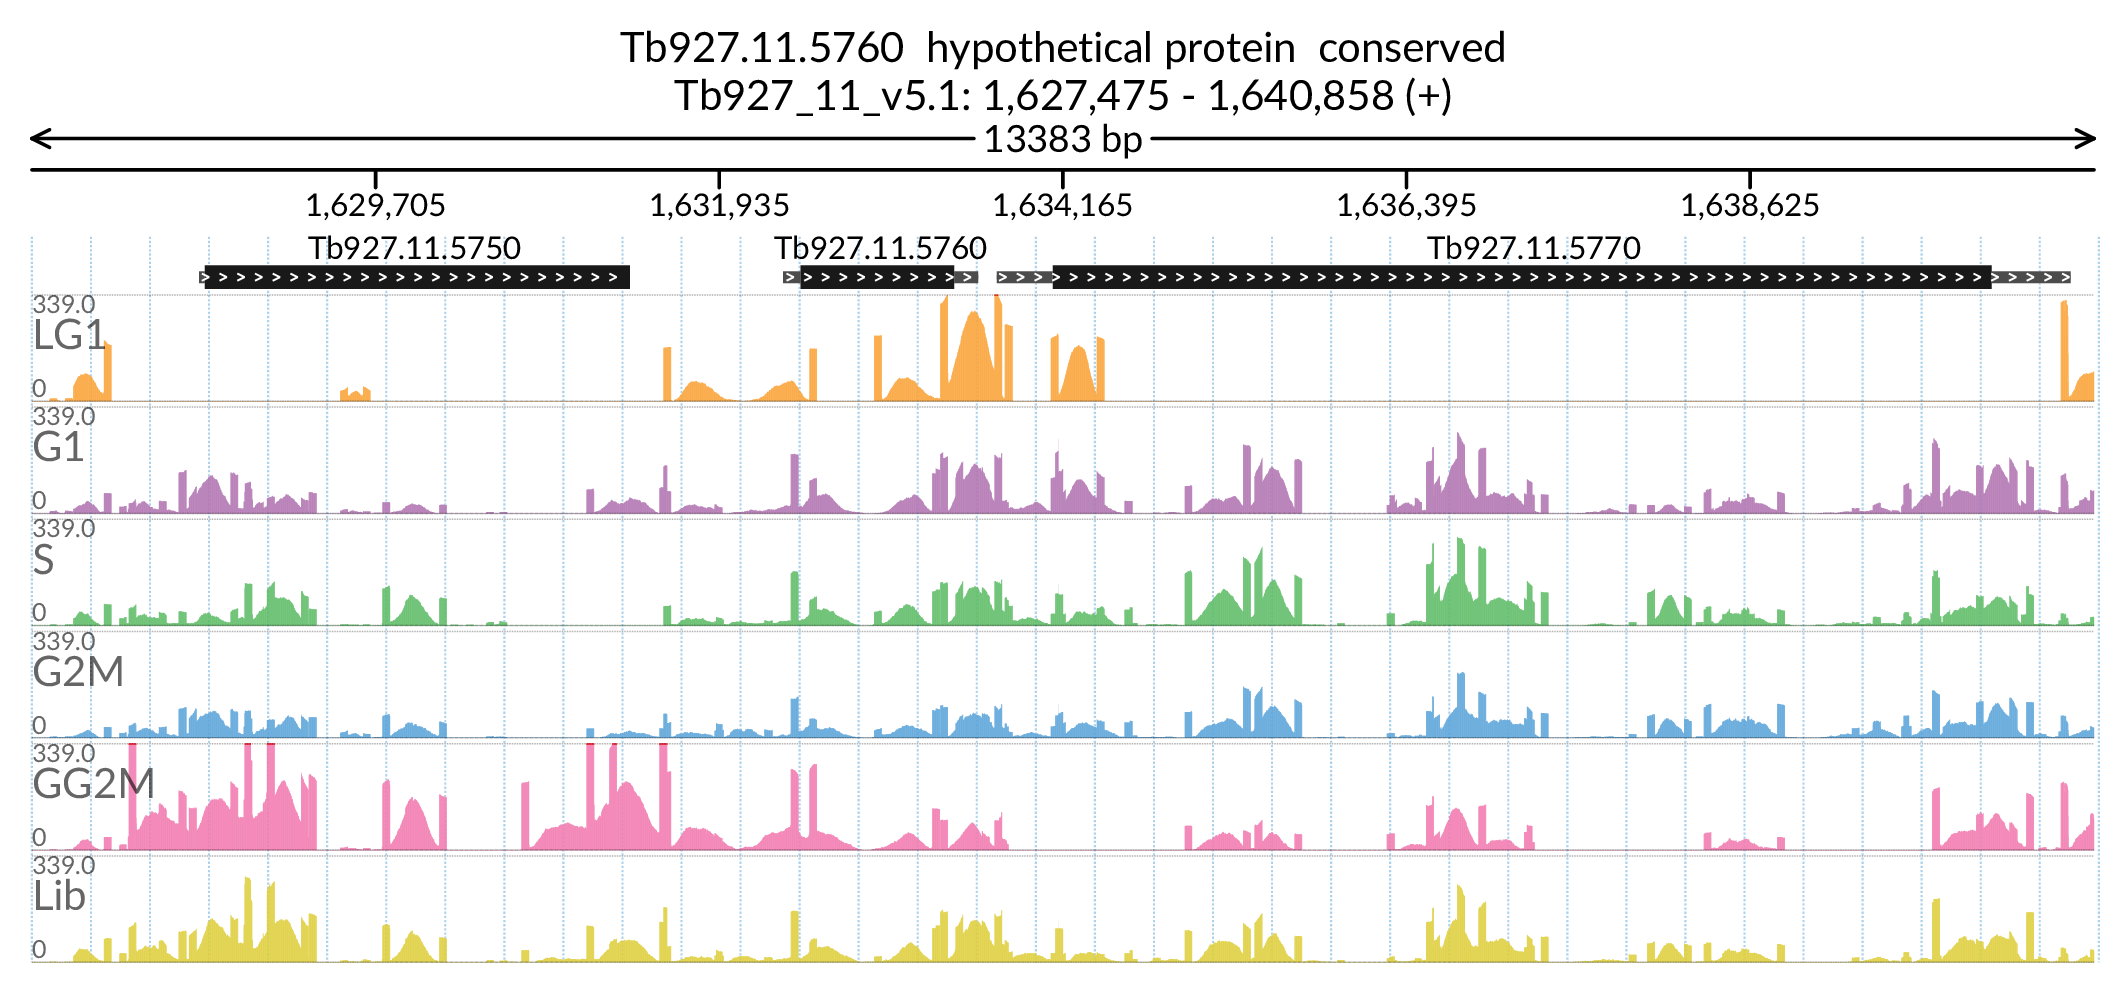 Tb927.11.5760 hypothetical protein conserved
Tb927_11_v5.1: 1,627,475 - 1,640,858 (+)
13383 bp
1,629,705 1,631,935 1,634,165 1,636,395 1,638,625
Tb927.11.5750 Tb927.11.5760 Tb927.11.5770
339.0
LG1
0
339.0
G1
0
339.0
S
0
339.0
G2M
0
339.0
GG2M
0
339.0
Lib
0